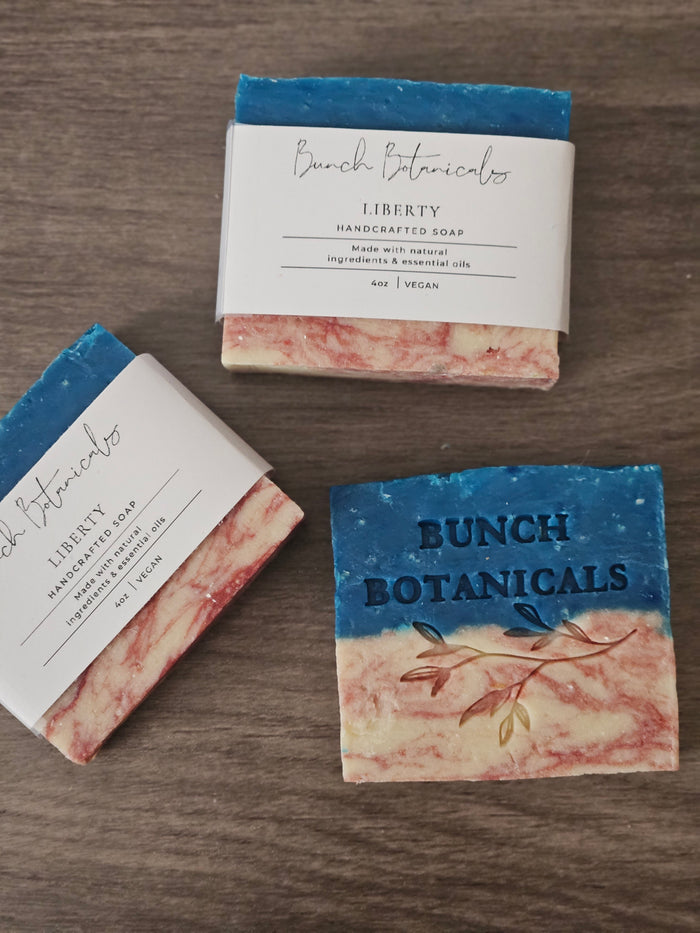 Bunch Botanicals
LIBERTY
HANDCRAFTED SOAP
Made with natural
ingredients & essential oils
4oz | VEGAN
ch Botanicals
LIBERTY
HANDCRAFTED SOAP
Made with natural
ingredients & essential oils
4oz | VEGAN
BUNCH
BOTANICALS